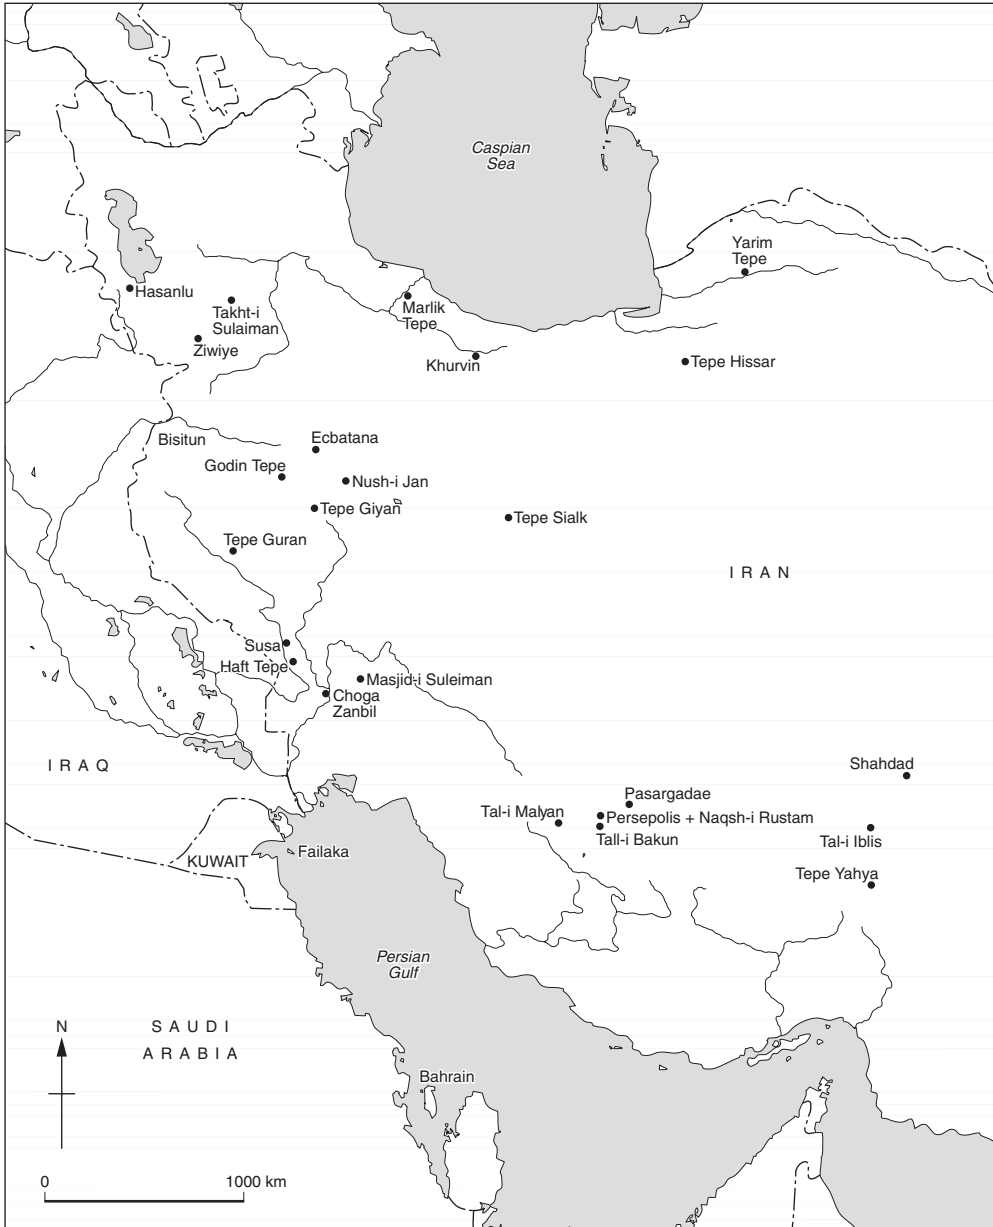 Caspian
Sea
Yarim
Tepe
Hasanlu
Takht-i
Sulaiman
Marlik
Tepe
Ziwiye
Khurvin
Tepe Hissar
Bisitun
Ecbatana
Godin Tepe
Nush-i Jan
Tepe Giyan
Tepe Sialk
Tepe Guran
I R A N
Susa
Haft Tepe
Masjid-i Suleiman
Choga
Zanbil
I R A Q
Shahdad
Pasargadae
Tal-i Malyan
Persepolis + Naqsh-i Rustam
Tall-i Bakun
Tal-i Iblis
KUWAIT
Failaka
Tepe Yahya
Persian
Gulf
N
S A U D I
A R A B I A
Bahrain
0 1000 km